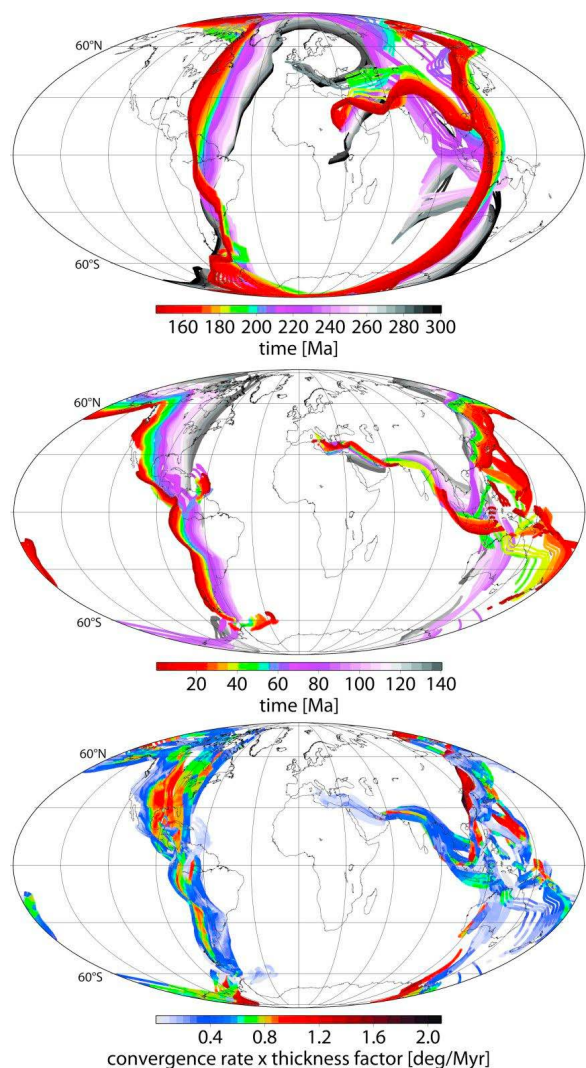 60°N
60°S
160 180 200 220 240 260 280 300
time [Ma]
60°N
60°S
20 40 60 80 100 120 140
time [Ma]
60°N
60°S
0.4 0.8 1.2 1.6 2.0
convergence rate x thickness factor [deg/Myr]